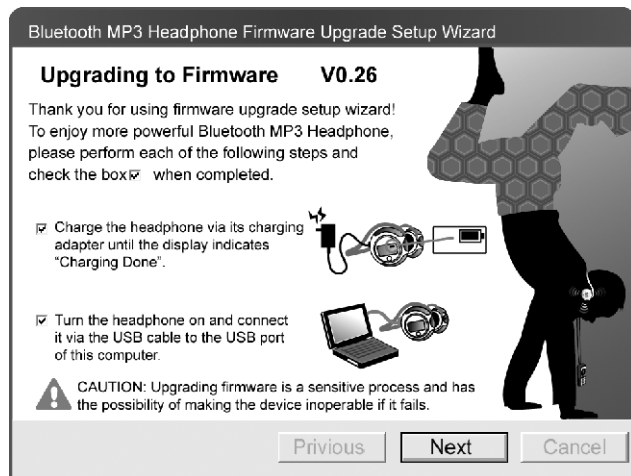 Bluetooth MP3 Headphone Firmware Upgrade Setup Wizard
Upgrading to Firmware V0.26
Thank you for using firmware upgrade setup wizard!
To enjoy more powerful Bluetooth MP3 Headphone,
please perform each of the following steps and
check the box when completed.
Charge the headphone via its charging
adapter until the display indicates
“Charging Done”.
Turn the headphone on and connect
it via the USB cable to the USB port
of this computer.
CAUTION: Upgrading firmware is a sensitive process and has
the possibility of making the device inoperable if it fails.
Privious Next Cancel